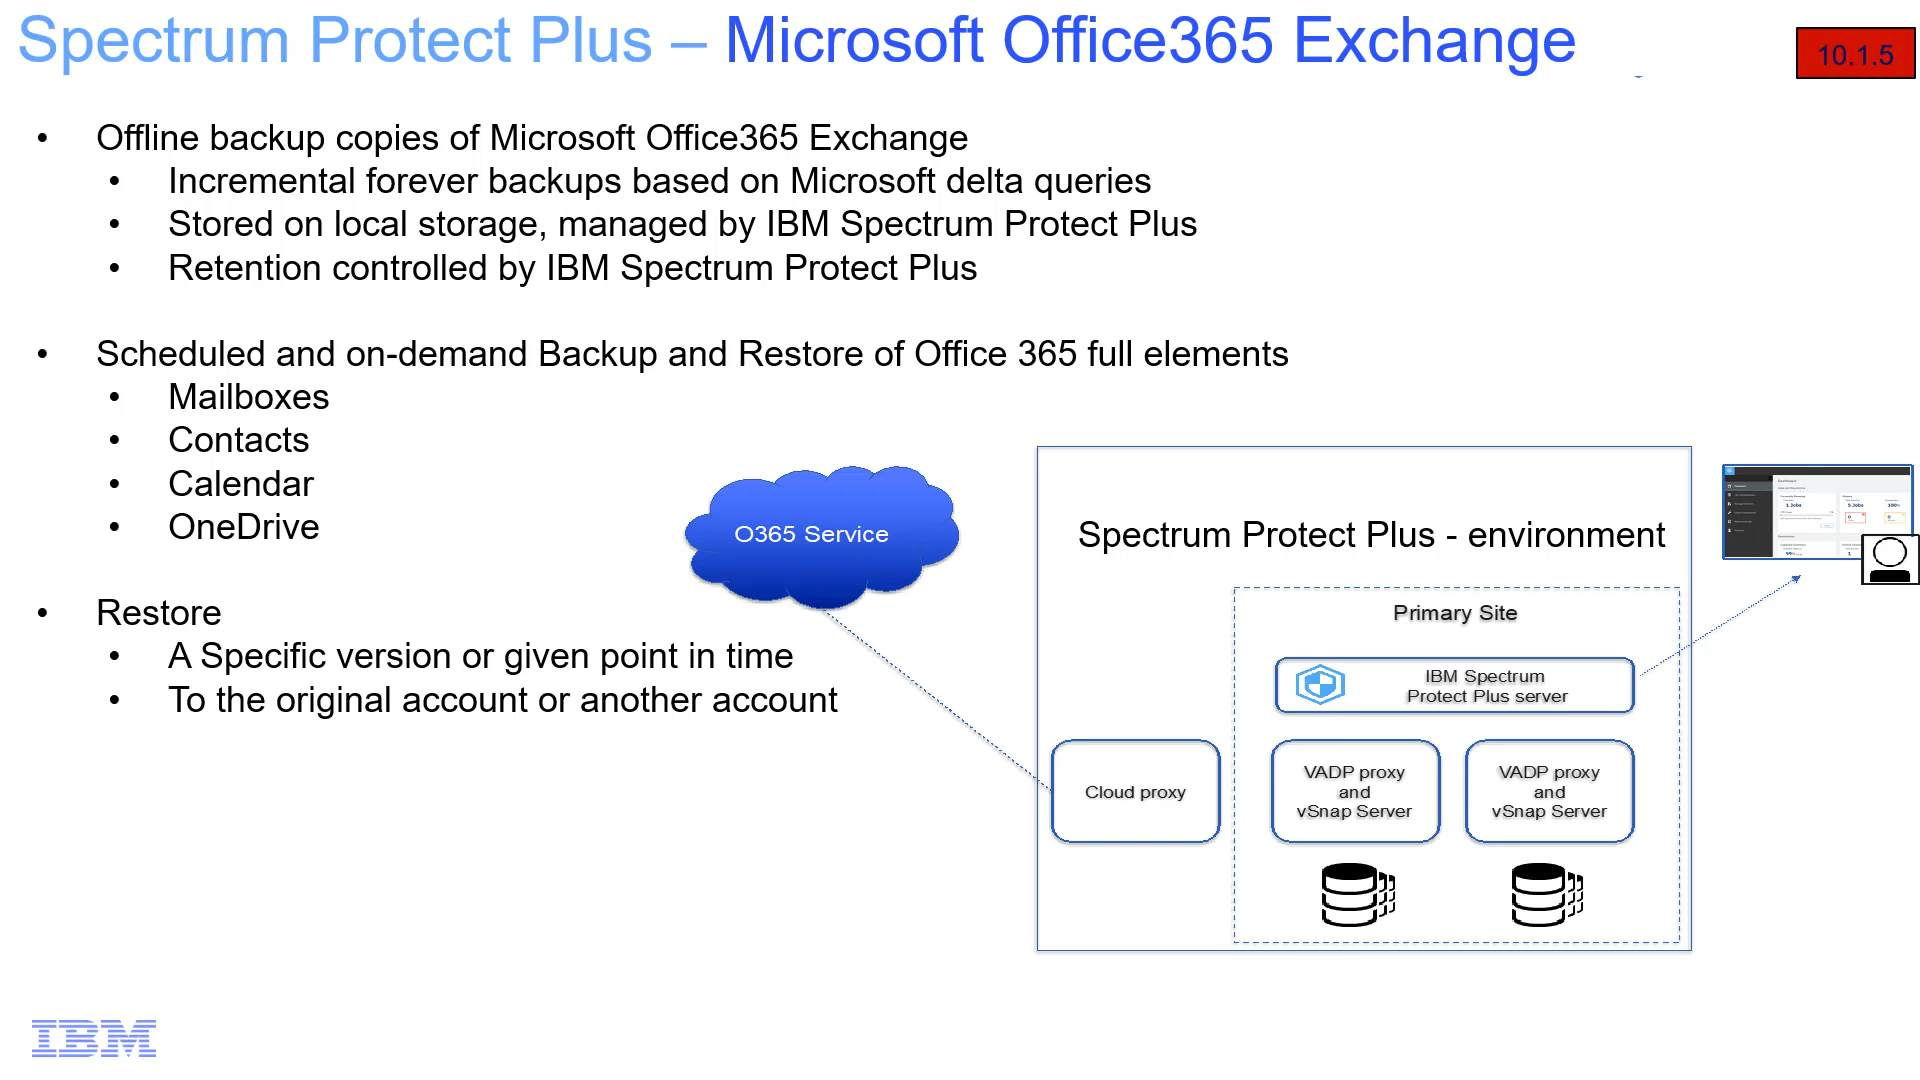 Spectrum Protect Plus – Microsoft Office365 Exchange
10.1.5
• Offline backup copies of Microsoft Office365 Exchange
• Incremental forever backups based on Microsoft delta queries
• Stored on local storage, managed by IBM Spectrum Protect Plus
• Retention controlled by IBM Spectrum Protect Plus
• Scheduled and on-demand Backup and Restore of Office 365 full elements
• Mailboxes
• Contacts
• Calendar
• OneDrive
• Restore
• A Specific version or given point in time
• To the original account or another account
O365 Service
Spectrum Protect Plus - environment
Primary Site
IBM Spectrum
Protect Plus server
Cloud proxy
VADP proxy
and
vSnap Server
VADP proxy
and
vSnap Server
1 Jobs
5 Jobs
100%
IBM